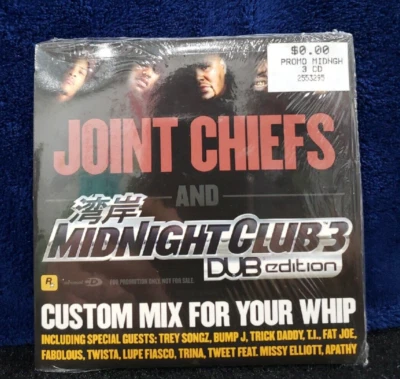 $0.00
PROMO MIDNGH
3 CD
2553295
JOINT CHIEFS
AND
湾岸
MIDNIGHT CLUB 3
DUB edition
R
FOR PROMOTION ONLY NOT FOR SALE.
CUSTOM MIX FOR YOUR WHIP
INCLUDING SPECIAL GUESTS: TREY SONGZ, BUMP J, TRICK DADDY, T.I., FAT JOE,
FABOLOUS, TWISTA, LUPE FIASCO, TRINA, TWEET FEAT. MISSY ELLIOTT, APATHY